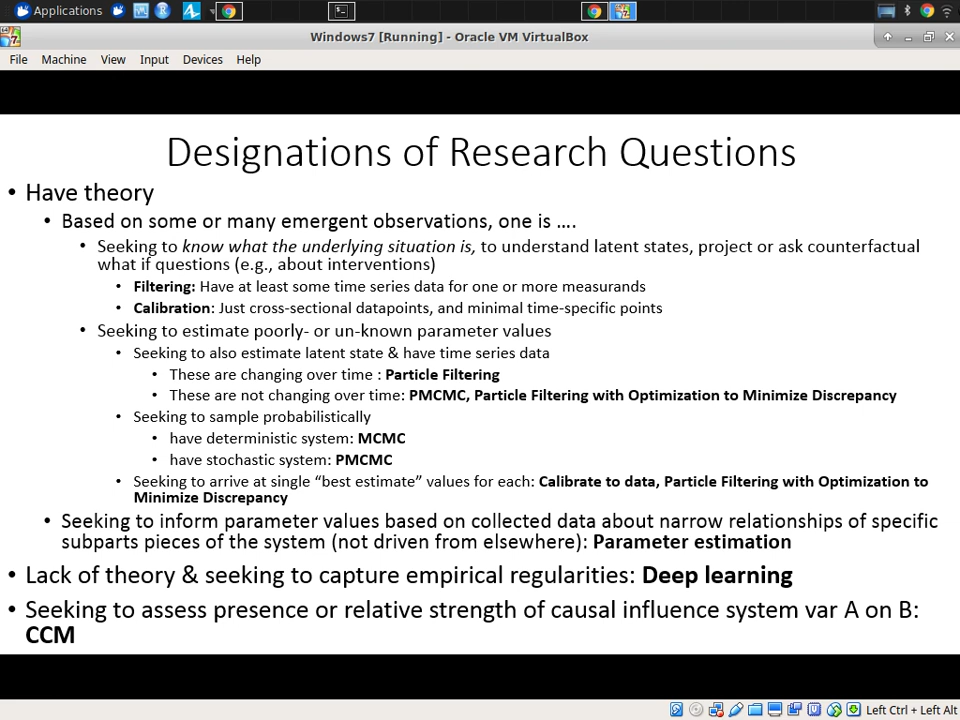 Applications
Windows7 [Running] - Oracle VM VirtualBox
File Machine View Input Devices Help
Designations of Research Questions
• Have theory
• Based on some or many emergent observations, one is ….
• Seeking to know what the underlying situation is, to understand latent states, project or ask counterfactual
what if questions (e.g., about interventions)
• Filtering: Have at least some time series data for one or more measurands
• Calibration: Just cross-sectional datapoints, and minimal time-specific points
• Seeking to estimate poorly- or un-known parameter values
• Seeking to also estimate latent state & have time series data
• These are changing over time : Particle Filtering
• These are not changing over time: PMCMC, Particle Filtering with Optimization to Minimize Discrepancy
• Seeking to sample probabilistically
• have deterministic system: MCMC
• have stochastic system: PMCMC
• Seeking to arrive at single “best estimate” values for each: Calibrate to data, Particle Filtering with Optimization to
Minimize Discrepancy
• Seeking to inform parameter values based on collected data about narrow relationships of specific
subparts pieces of the system (not driven from elsewhere): Parameter estimation
• Lack of theory & seeking to capture empirical regularities: Deep learning
• Seeking to assess presence or relative strength of causal influence system var A on B:
CCM
Left Ctrl + Left Alt